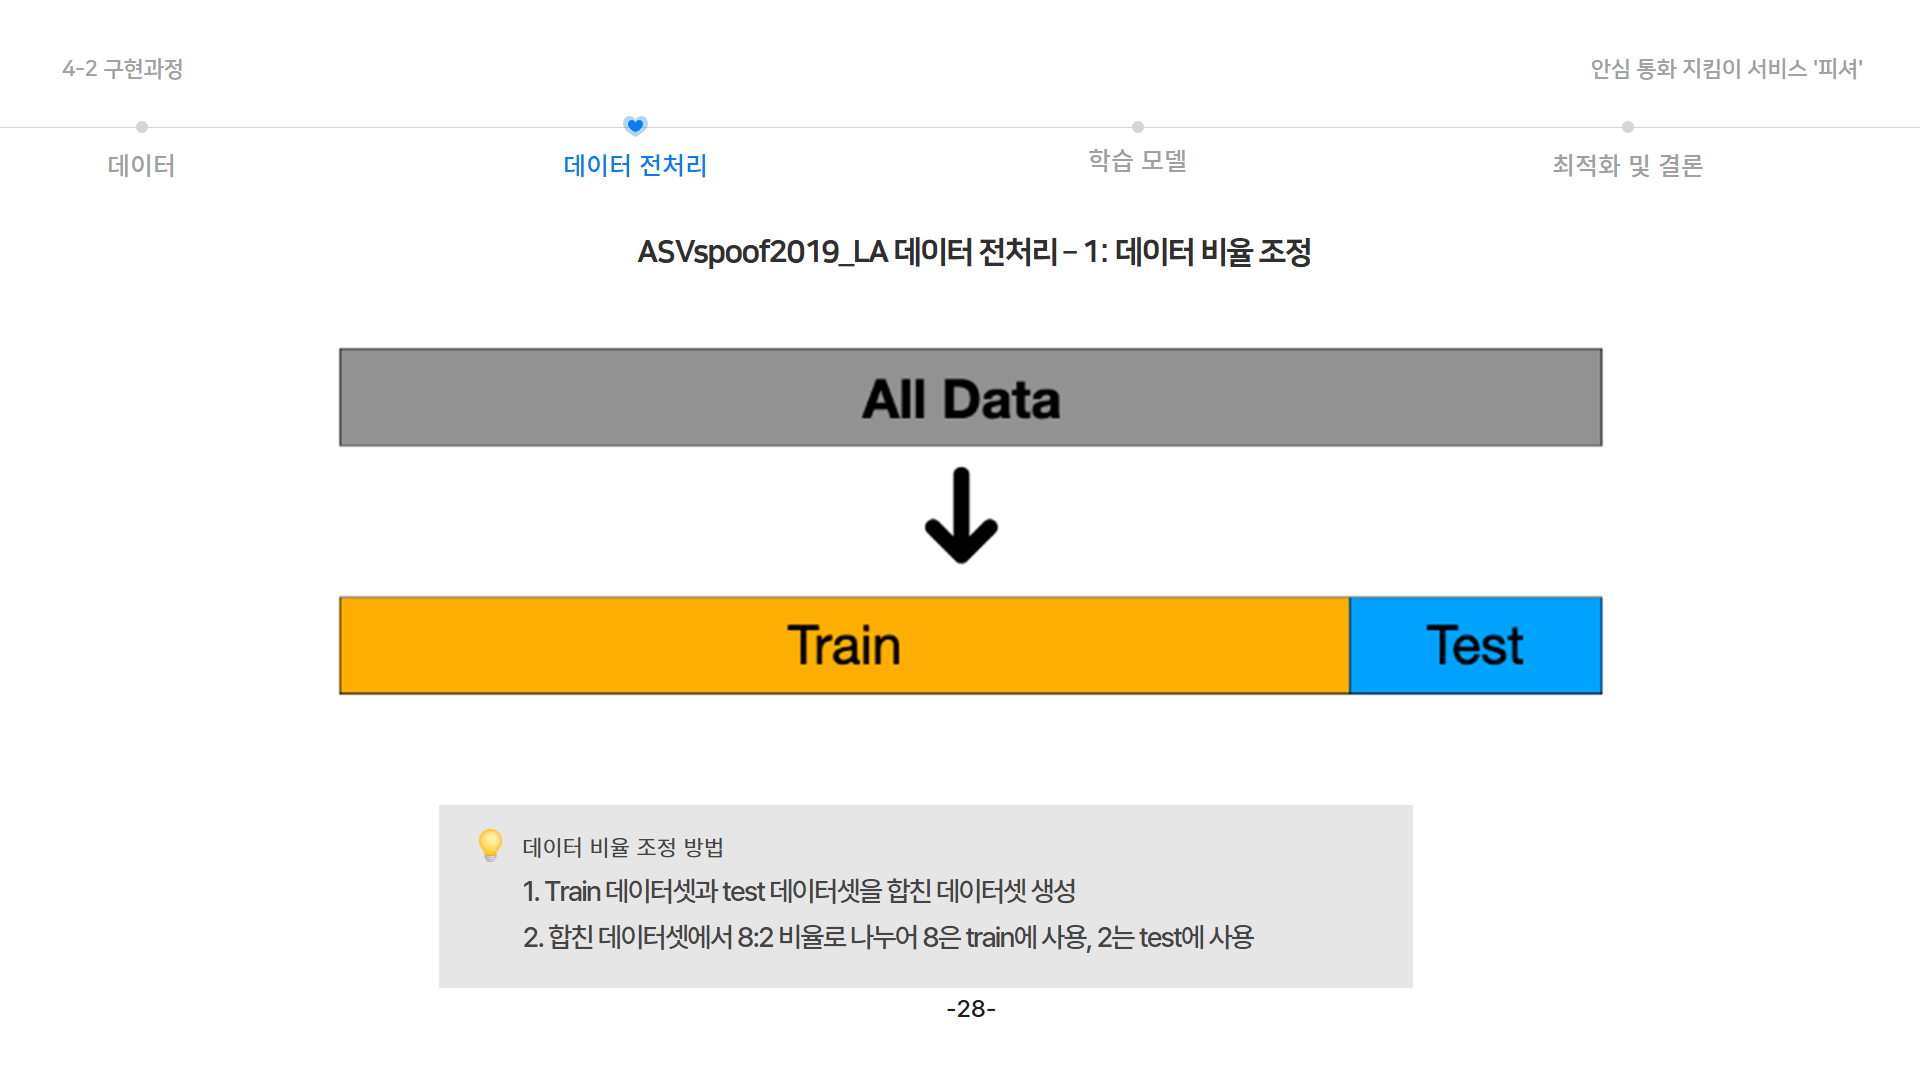 4-2 구현과정
안심 통화 지킴이 서비스 '피셔'
데이터
데이터 전처리
학습 모델
최적화 및 결론
ASVspoof2019_LA 데이터 전처리 – 1: 데이터 비율 조정
All Data
Train
Test
데이터 비율 조정 방법
1. Train 데이터셋과 test 데이터셋을 합친 데이터셋 생성
2. 합친 데이터셋에서 8:2 비율로 나누어 8은 train에 사용, 2는 test에 사용
-28-